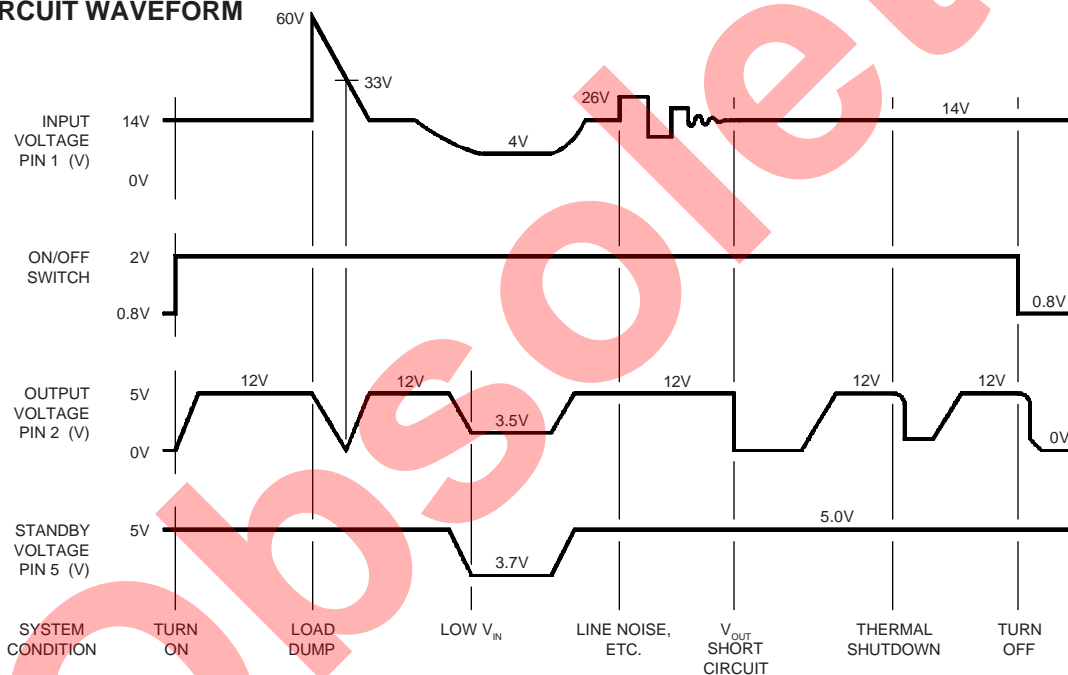 RCUIT WAVEFORM
60V
33V
26V
14V
INPUT
VOLTAGE
PIN 1 (V)
14V
4V
0V
ON/OFF
SWITCH
2V
0.8V
0.8V
OUTPUT
VOLTAGE
PIN 2 (V)
5V
12V
12V
12V
12V
12V
3.5V
0V
0V
STANDBY
VOLTAGE
PIN 5 (V)
5V
5.0V
3.7V
SYSTEM
CONDITION
TURN
ON
LOAD
DUMP
LOW VIN
LINE NOISE,
ETC.
VOUT
SHORT
CIRCUIT
THERMAL
SHUTDOWN
TURN
OFF
Obsolet